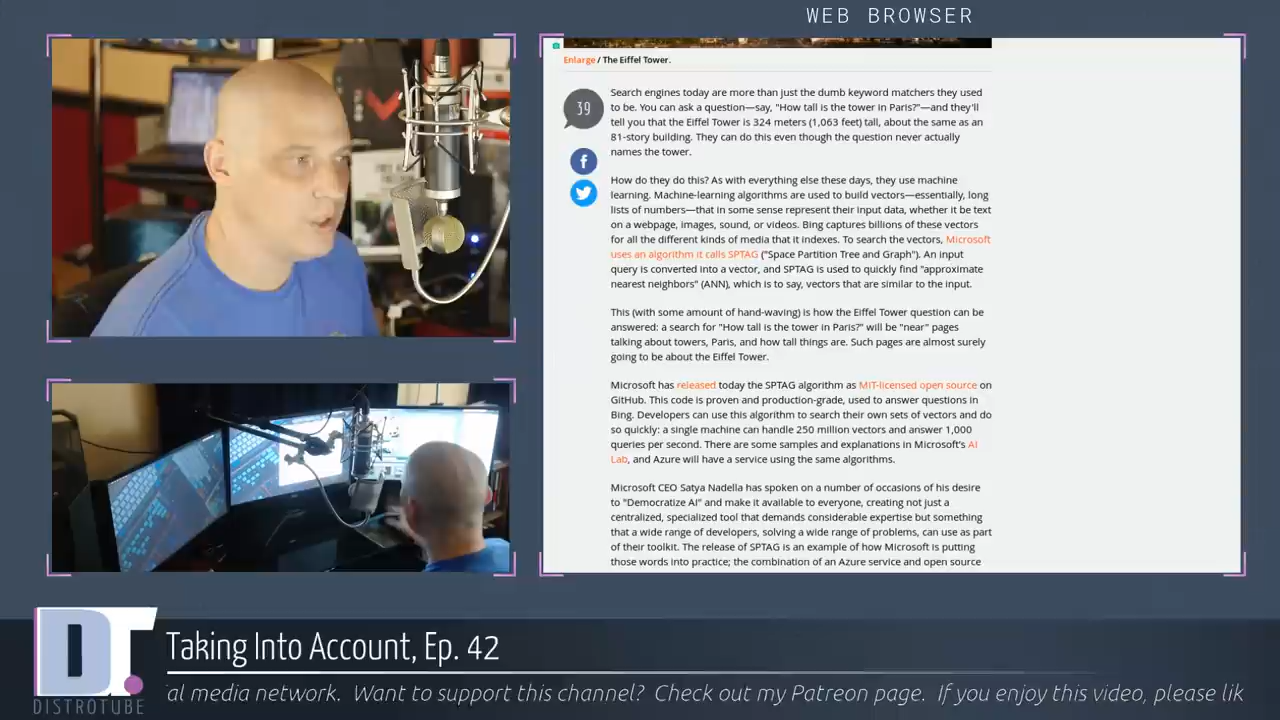 WEB BROWSER
Enlarge / The Eiffel Tower.
39
Search engines today are more than just the dumb keyword matchers they used
to be. You can ask a question—say, "How tall is the tower in Paris?"—and they'll
tell you that the Eiffel Tower is 324 meters (1,063 feet) tall, about the same as an
81-story building. They can do this even though the question never actually
names the tower.
How do they do this? As with everything else these days, they use machine
learning. Machine-learning algorithms are used to build vectors—essentially, long
lists of numbers—that in some sense represent their input data, whether it be text
on a webpage, images, sound, or videos. Bing captures billions of these vectors
for all the different kinds of media that it indexes. To search the vectors, Microsoft
uses an algorithm it calls SPTAG ("Space Partition Tree and Graph"). An input
query is converted into a vector, and SPTAG is used to quickly find "approximate
nearest neighbors" (ANN), which is to say, vectors that are similar to the input.
This (with some amount of hand-waving) is how the Eiffel Tower question can be
answered: a search for "How tall is the tower in Paris?" will be "near" pages
talking about towers, Paris, and how tall things are. Such pages are almost surely
going to be about the Eiffel Tower.
Microsoft has released today the SPTAG algorithm as MIT-licensed open source on
GitHub. This code is proven and production-grade, used to answer questions in
Bing. Developers can use this algorithm to search their own sets of vectors and do
so quickly: a single machine can handle 250 million vectors and answer 1,000
queries per second. There are some samples and explanations in Microsoft's AI
Lab, and Azure will have a service using the same algorithms.
Microsoft CEO Satya Nadella has spoken on a number of occasions of his desire
to "Democratize AI" and make it available to everyone, creating not just a
centralized, specialized tool that demands considerable expertise but something
that a wide range of developers, solving a wide range of problems, can use as part
of their toolkit. The release of SPTAG is an example of how Microsoft is putting
those words into practice; the combination of an Azure service and open source
DT
DISTROTUBE
Taking Into Account, Ep. 42
al media network. Want to support this channel? Check out my Patreon page. If you enjoy this video, please lik